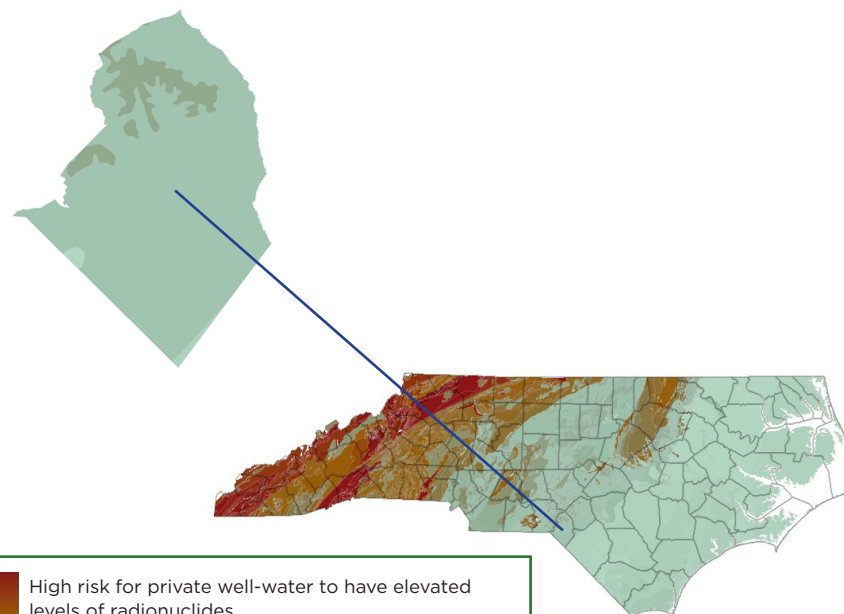 High risk for private well-water to have elevated
levels of radionuclides